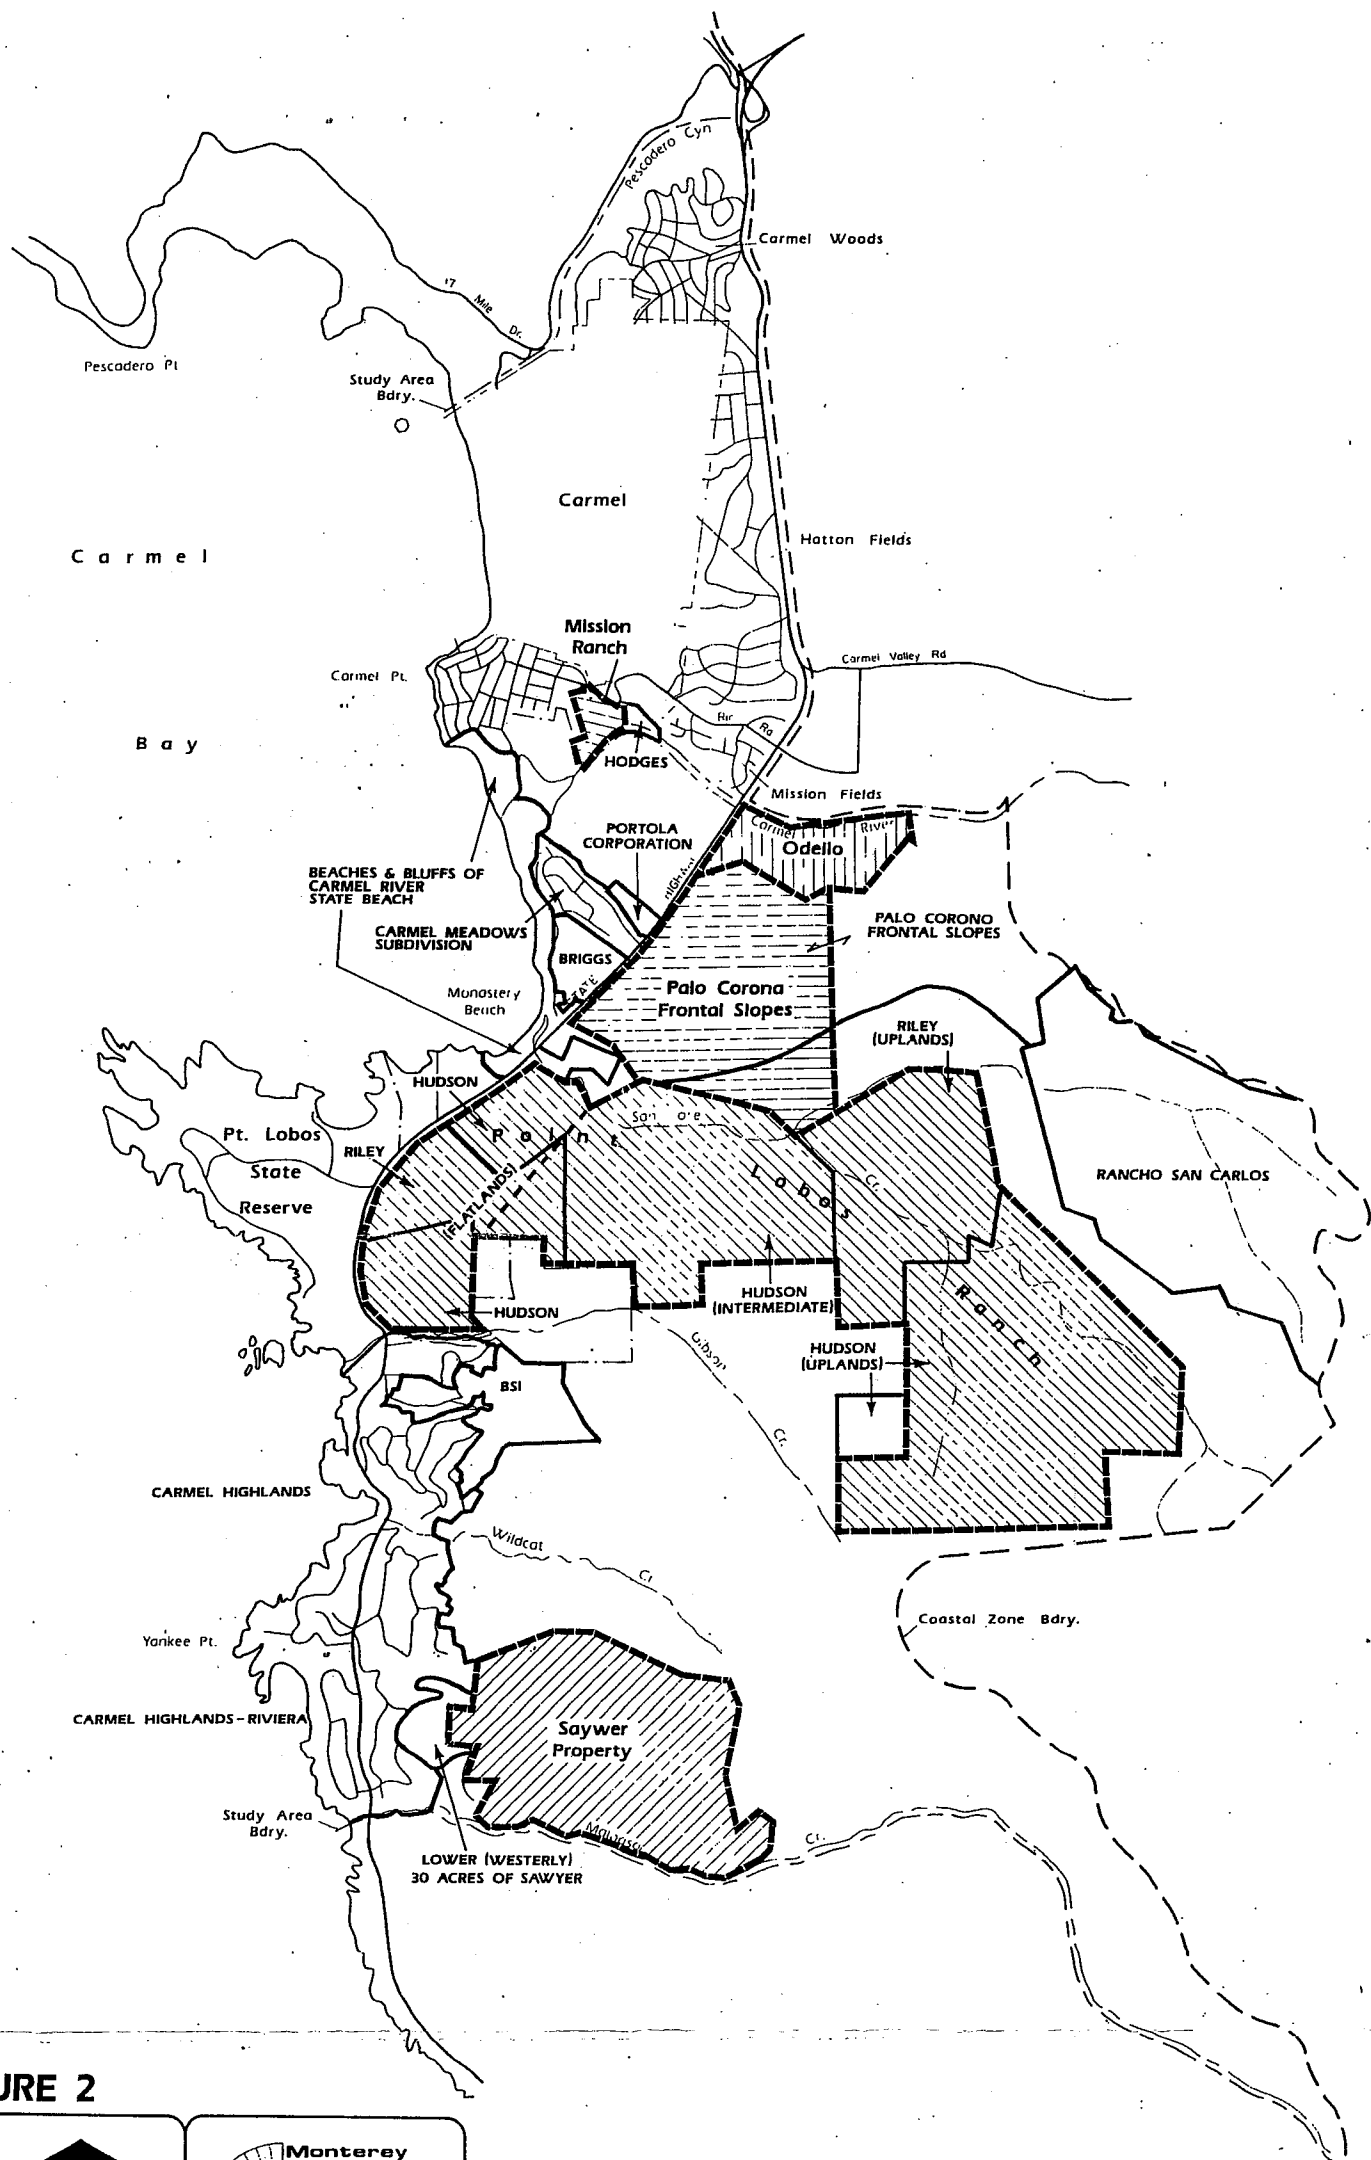 Pescadero Cyn
Carmel Woods
17 Mile Dr.
Pescadero Pt
Study Area
Bdry.
Carmel
Carmel
Hatton Fields
Mission
Ranch
Carmel Valley Rd
Carmel Pt.
Rio Rd
Bay
HODGES
Mission Fields
PORTOLA
CORPORATION
Carmel River
Odello
BEACHES & BLUFFS OF
CARMEL RIVER
STATE BEACH
HIGHWAY
CARMEL MEADOWS
SUBDIVISION
PALO CORONO
FRONTAL SLOPES
BRIGGS
STATE
Palo Corona
Frontal Slopes
Monastery
Beach
RILEY
(UPLANDS)
HUDSON
San Jose
Cr.
Pt. Lobos
State
Reserve
RILEY
Point
Lobos
Ranch
(FLATLANDS)
RANCHO SAN CARLOS
HUDSON
HUDSON
(INTERMEDIATE)
Gibson
Cr.
HUDSON
(UPLANDS)
BSI
CARMEL HIGHLANDS
Wildcat
Cr.
Coastal Zone Bdry.
Yankee Pt.
CARMEL HIGHLANDS-RIVIERA
Saywer
Property
Study Area
Bdry.
Cr.
LOWER (WESTERLY)
30 ACRES OF SAWYER
URE 2
Monterey